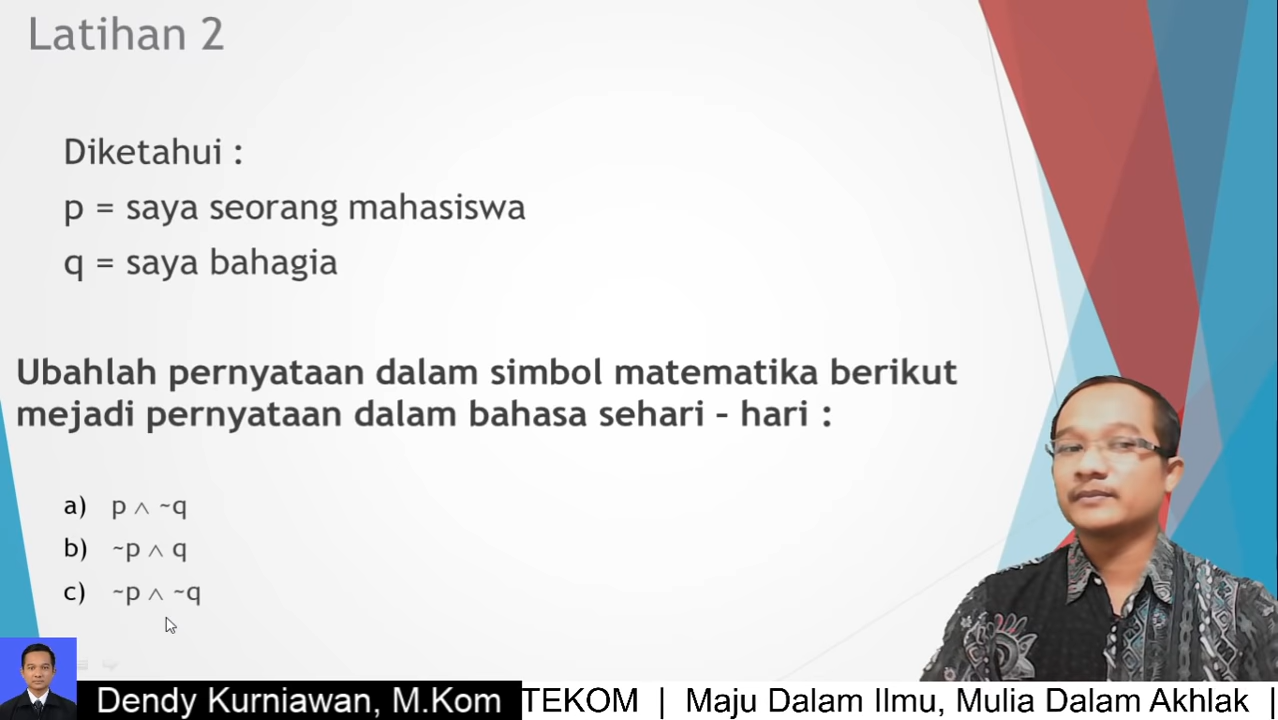 Latihan 2
Diketahui :
p = saya seorang mahasiswa
q = saya bahagia
Ubahlah pernyataan dalam simbol matematika berikut
mejadi pernyataan dalam bahasa sehari – hari :
a) p ∧ ~q
b) ~p ∧ q
c) ~p ∧ ~q
Dendy Kurniawan, M.Kom TEKOM | Maju Dalam Ilmu, Mulia Dalam Akhlak |